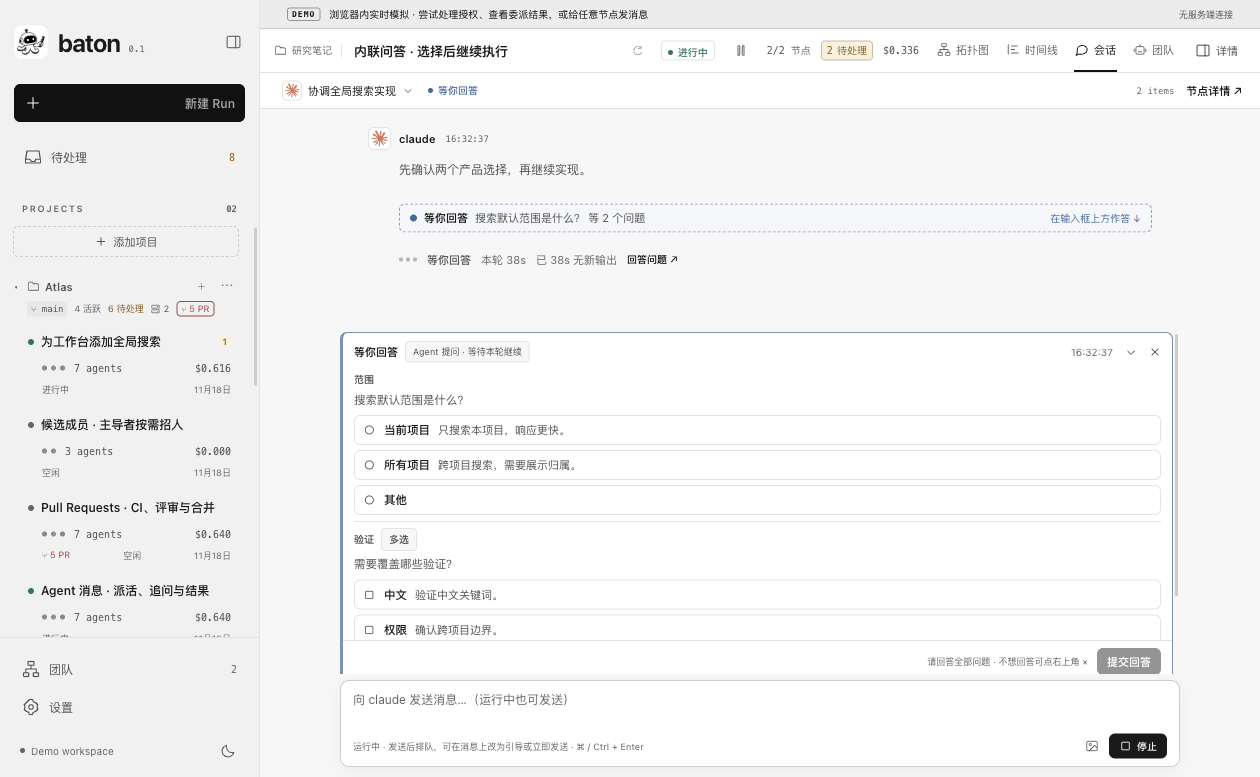 baton 0.1
新建 Run
待处理 8
PROJECTS 02
添加项目
Atlas
main 4 活跃 6 待处理 2 5 PR
为工作台添加全局搜索 1
7 agents $0.616
进行中 11月18日
候选成员 · 主导者按需招人
3 agents $0.000
空闲 11月18日
Pull Requests · CI、评审与合并
7 agents $0.640
5 PR 空闲 11月18日
Agent 消息 · 派活、追问与结果
7 agents $0.640
进行中 11月18日
团队 2
设置
Demo workspace
DEMO 浏览器内实时模拟 · 尝试处理授权、查看委派结果，或给任意节点发消息 无服务端连接
研究笔记 内联问答 · 选择后继续执行 进行中 2/2 节点 2 待处理 $0.336 拓扑图 时间线 会话 团队 详情
协调全局搜索实现 等你回答 2 items 节点详情 ↗
claude 16:32:37
先确认两个产品选择，再继续实现。
等你回答 搜索默认范围是什么？ 等 2 个问题 在输入框上方作答 ↓
等你回答 本轮 38s 已 38s 无新输出 回答问题 ↗
等你回答 Agent 提问 · 等待本轮继续 16:32:37
范围
搜索默认范围是什么?
当前项目 只搜索本项目，响应更快。
所有项目 跨项目搜索，需要展示归属。
其他
验证 多选
需要覆盖哪些验证?
中文 验证中文关键词。
权限 确认跨项目边界。
请回答全部问题 · 不想回答可点右上角 × 提交回答
向 claude 发送消息…（运行中也可发送）
运行中 · 发送后排队，可在消息上改为引导或立即发送 · ⌘ / Ctrl + Enter 停止